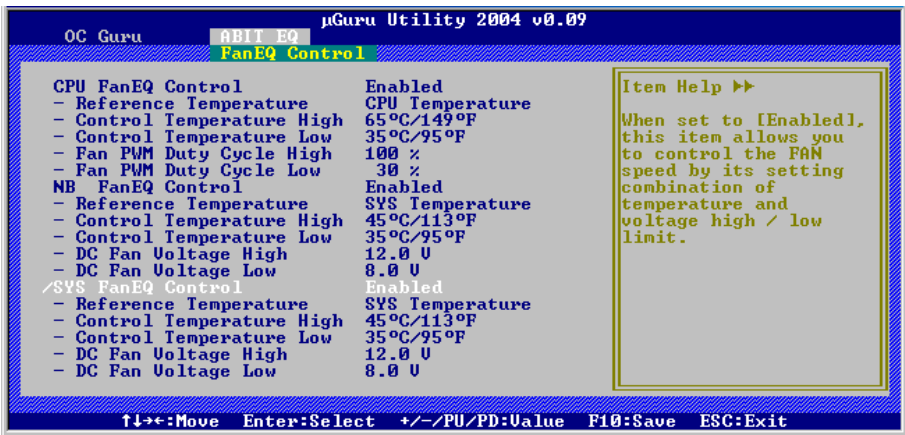 µGuru Utility 2004 v0.09
OC Guru ABIT EQ
FanEQ Control
CPU FanEQ Control Enabled
- Reference Temperature CPU Temperature
- Control Temperature High 65ºC/149ºF
- Control Temperature Low 35ºC/95ºF
- Fan PWM Duty Cycle High 100 %
- Fan PWM Duty Cycle Low 30 %
NB FanEQ Control Enabled
- Reference Temperature SYS Temperature
- Control Temperature High 45ºC/113ºF
- Control Temperature Low 35ºC/95ºF
- DC Fan Voltage High 12.0 V
- DC Fan Voltage Low 8.0 V
/SYS FanEQ Control Enabled
- Reference Temperature SYS Temperature
- Control Temperature High 45ºC/113ºF
- Control Temperature Low 35ºC/95ºF
- DC Fan Voltage High 12.0 V
- DC Fan Voltage Low 8.0 V
Item Help ▶▶
When set to [Enabled],
this item allows you
to control the FAN
speed by its setting
combination of
temperature and
voltage high / low
limit.
↑↓→←:Move Enter:Select +/-/PU/PD:Value F10:Save ESC:Exit